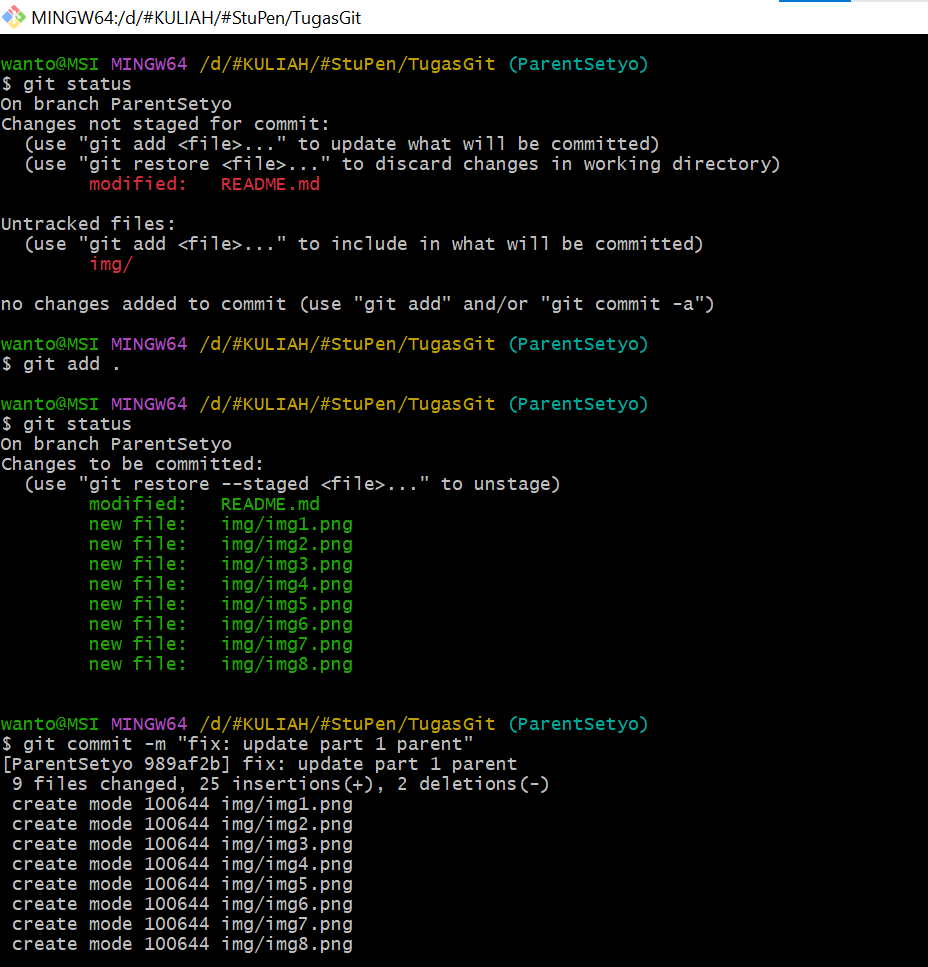 MINGW64:/d/#KULIAH/#StuPen/TugasGit
wanto@MSI MINGW64 /d/#KULIAH/#StuPen/TugasGit (ParentSetyo)
$ git status
On branch ParentSetyo
Changes not staged for commit:
  (use "git add <file>..." to update what will be committed)
  (use "git restore <file>..." to discard changes in working directory)
        modified:   README.md

Untracked files:
  (use "git add <file>..." to include in what will be committed)
        img/

no changes added to commit (use "git add" and/or "git commit -a")

wanto@MSI MINGW64 /d/#KULIAH/#StuPen/TugasGit (ParentSetyo)
$ git add .

wanto@MSI MINGW64 /d/#KULIAH/#StuPen/TugasGit (ParentSetyo)
$ git status
On branch ParentSetyo
Changes to be committed:
  (use "git restore --staged <file>..." to unstage)
        modified:   README.md
        new file:   img/img1.png
        new file:   img/img2.png
        new file:   img/img3.png
        new file:   img/img4.png
        new file:   img/img5.png
        new file:   img/img6.png
        new file:   img/img7.png
        new file:   img/img8.png

wanto@MSI MINGW64 /d/#KULIAH/#StuPen/TugasGit (ParentSetyo)
$ git commit -m "fix: update part 1 parent"
[ParentSetyo 989af2b] fix: update part 1 parent
 9 files changed, 25 insertions(+), 2 deletions(-)
 create mode 100644 img/img1.png
 create mode 100644 img/img2.png
 create mode 100644 img/img3.png
 create mode 100644 img/img4.png
 create mode 100644 img/img5.png
 create mode 100644 img/img6.png
 create mode 100644 img/img7.png
 create mode 100644 img/img8.png